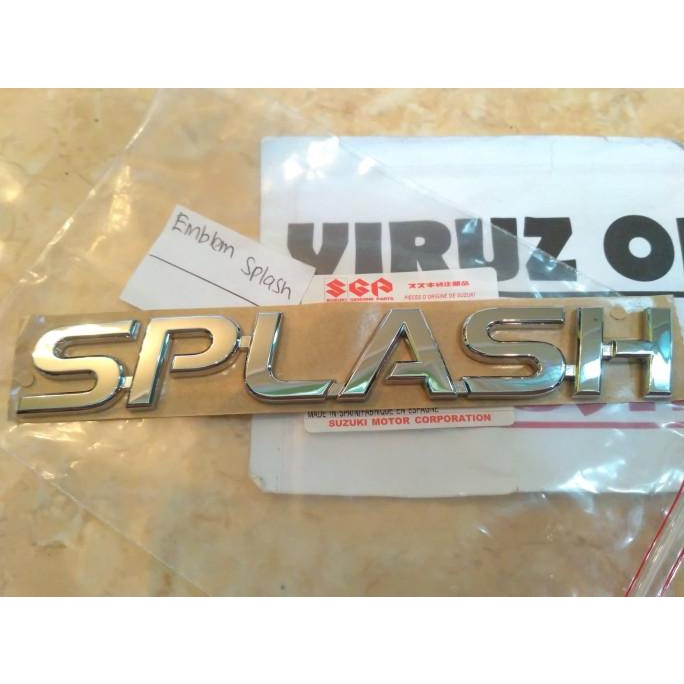 VIRUZ O
Emblem Splash
SGP
スズキ純正部品
SUZUKI GENUINE PARTS
PIECES D'ORIGINE DE SUZUKI
SPLASH
MADE IN SPAIN/FABRIQUE EN ESPAGNE
SUZUKI MOTOR CORPORATION